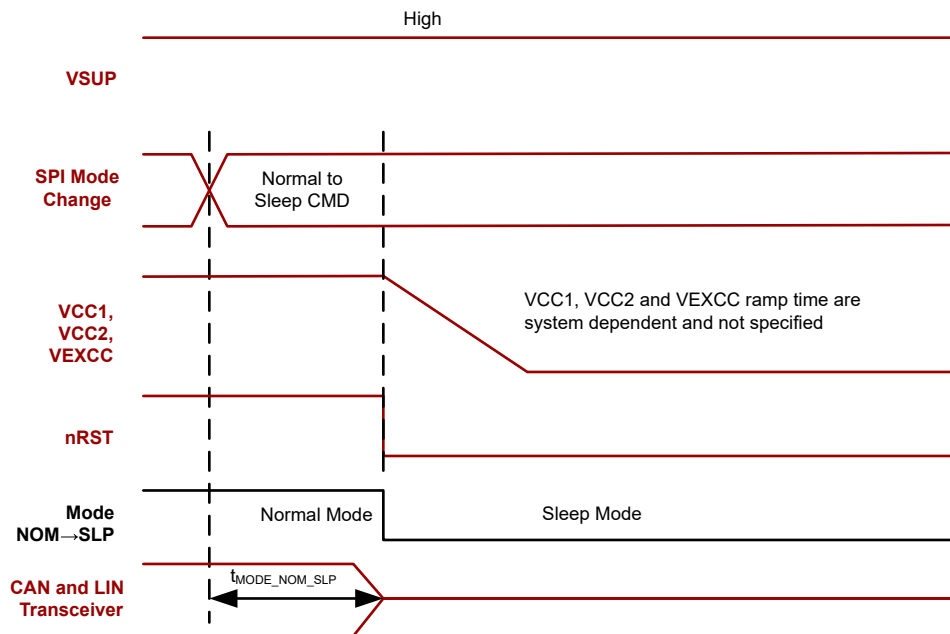 High
VSUP
SPI Mode
Change
Normal to
Sleep CMD
VCC1,
VCC2,
VEXCC
VCC1, VCC2 and VEXCC ramp time are
system dependent and not specified
nRST
Mode
NOM→SLP
Normal Mode
Sleep Mode
CAN and LIN
Transceiver
tMODE_NOM_SLP